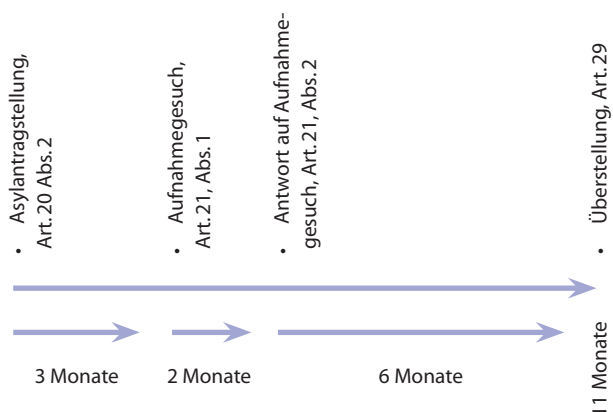 • Asylantragstellung,
Art. 20 Abs. 2
• Aufnahmegesuch,
Art. 21, Abs. 1
• Antwort auf Aufnahme-
gesuch, Art. 21, Abs. 2
• Überstellung, Art. 29
3 Monate
2 Monate
6 Monate
11 Monate